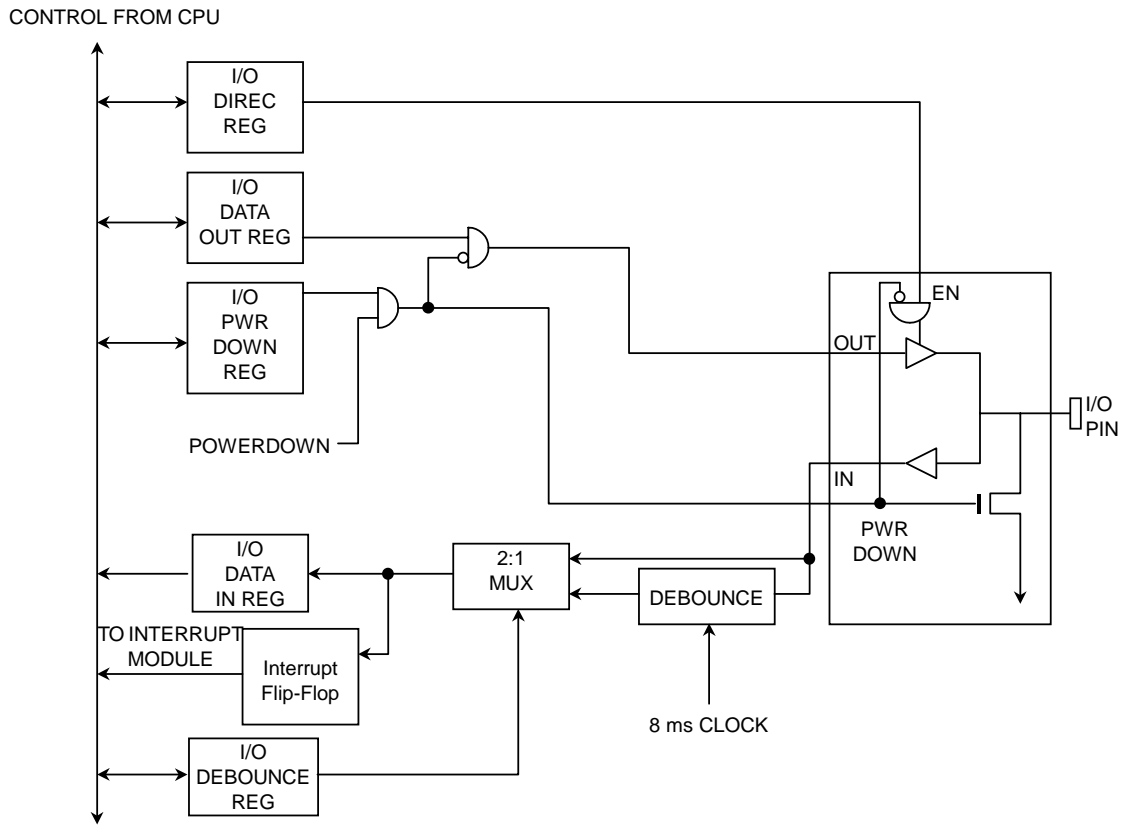 CONTROL FROM CPU
I/O
DIREC
REG
I/O
DATA
OUT REG
I/O
PWR
DOWN
REG
EN
OUT
I/O
PIN
POWERDOWN
IN
PWR
DOWN
I/O
DATA
IN REG
2:1
MUX
DEBOUNCE
TO INTERRUPT
MODULE
Interrupt
Flip-Flop
8 ms CLOCK
I/O
DEBOUNCE
REG